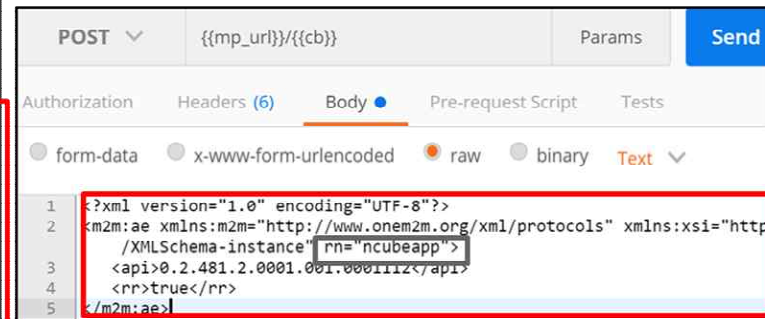 POST {{mp_url}}/{{cb}} Params Send
Authorization Headers (6) Body Pre-request Script Tests
form-data x-www-form-urlencoded raw binary Text
1 <?xml version="1.0" encoding="UTF-8"?>
2 <m2m:ae xmlns:m2m="http://www.onem2m.org/xml/protocols" xmlns:xsi="http
/XMLSchema-instance" rn="ncubeapp">
3 <api>0.2.481.2.0001.001.0001112</api>
4 <rr>true</rr>
5 </m2m:ae>